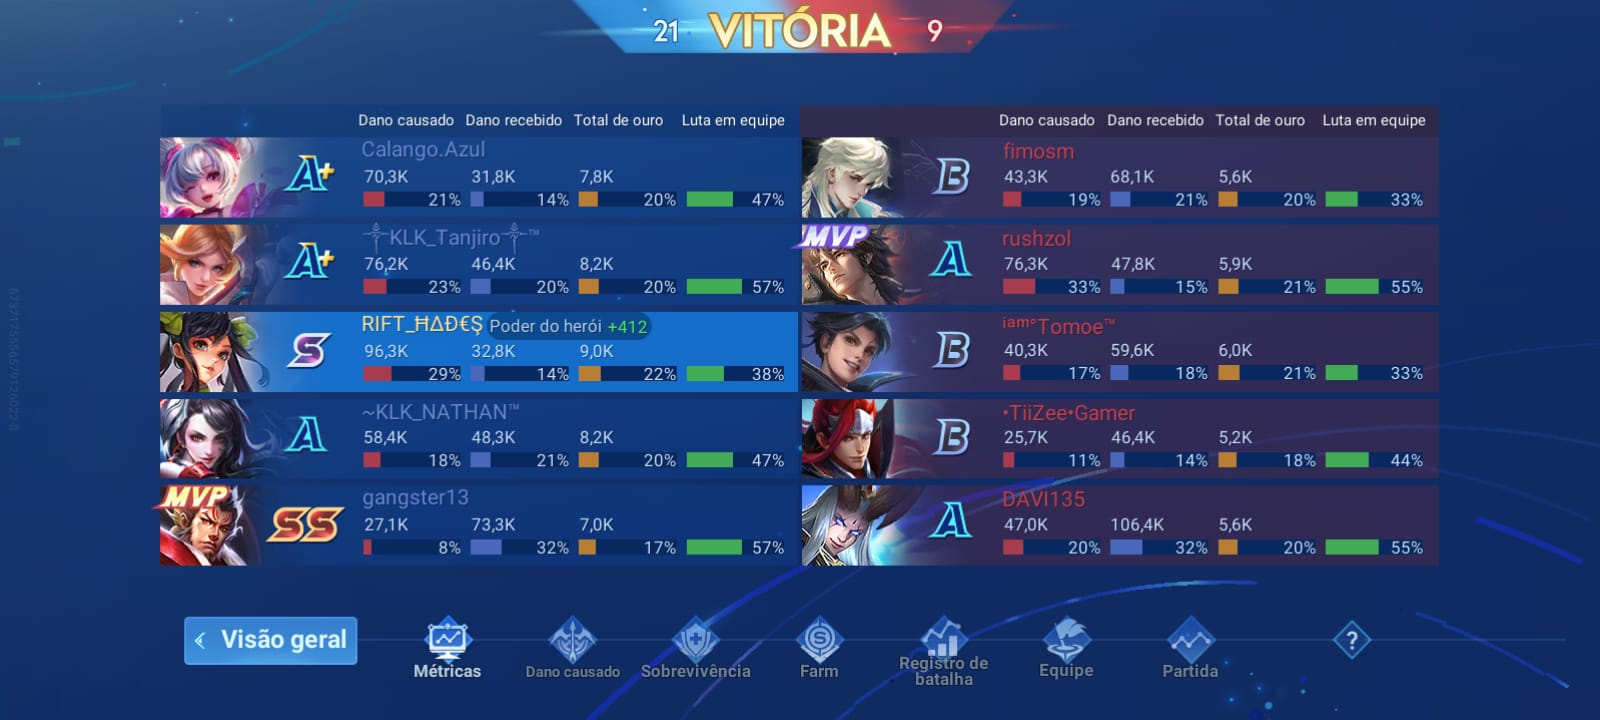 21 VITÓRIA 9
Dano causado Dano recebido Total de ouro Luta em equipe
A+ Calango.Azul
70,3K 31,8K 7,8K
21% 14% 20% 47%
A+ KLK_Tanjiro ™
76,2K 46,4K 8,2K
23% 20% 20% 57%
S RIFT_ĦΔĐ€Ş Poder do herói +412
96,3K 32,8K 9,0K
29% 14% 22% 38%
A ~KLK_NATHAN™
58,4K 48,3K 8,2K
18% 21% 20% 47%
MVP SS gangster13
27,1K 73,3K 7,0K
8% 32% 17% 57%
Dano causado Dano recebido Total de ouro Luta em equipe
B fimosm
43,3K 68,1K 5,6K
19% 21% 20% 33%
MVP A rushzol
76,3K 47,8K 5,9K
33% 15% 21% 55%
B ᶦᵃᵐ°Tomoe™
40,3K 59,6K 6,0K
17% 18% 21% 33%
B •TiiZee•Gamer
25,7K 46,4K 5,2K
11% 14% 18% 44%
A DAVI135
47,0K 106,4K 5,6K
20% 32% 20% 55%
Visão geral
Métricas
Dano causado
Sobrevivência
Farm
Registro de
batalha
Equipe
Partida
?